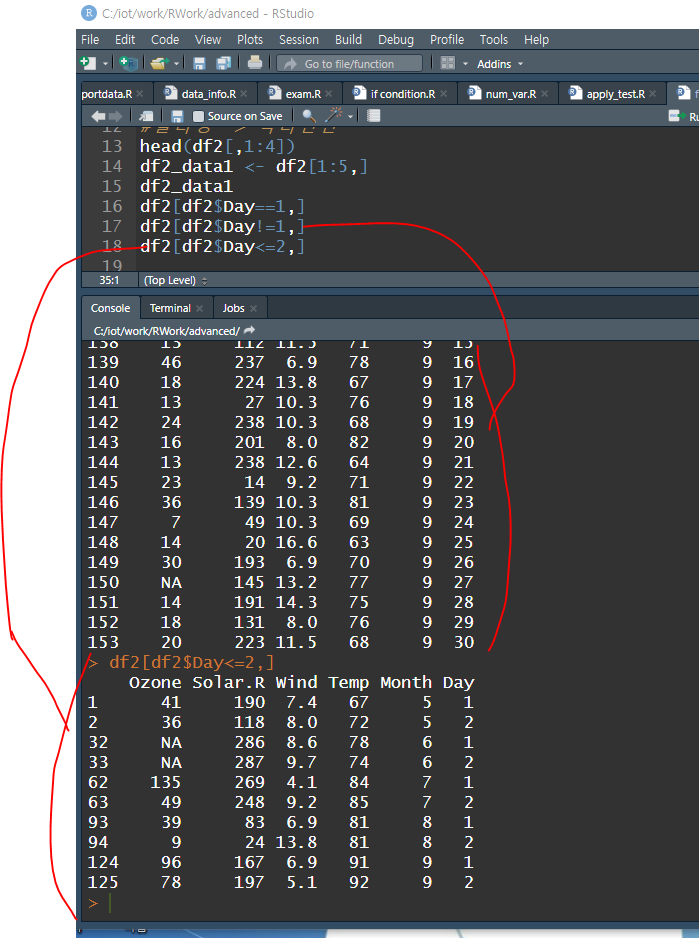 C:/iot/work/RWork/advanced - RStudio
File Edit Code View Plots Session Build Debug Profile Tools Help
Go to file/function Addins
portdata.R data_info.R exam.R if condition.R num_var.R apply_test.R
Source on Save
12
13 head(df2[,1:4])
14 df2_data1 <- df2[1:5,]
15 df2_data1
16 df2[df2$Day==1,]
17 df2[df2$Day!=1,]
18 df2[df2$Day<=2,]
19
35:1 (Top Level)
Console Terminal Jobs
C:/iot/work/RWork/advanced/
138 13 112 11.5 71 9 15
139 46 237 6.9 78 9 16
140 18 224 13.8 67 9 17
141 13 27 10.3 76 9 18
142 24 238 10.3 68 9 19
143 16 201 8.0 82 9 20
144 13 238 12.6 64 9 21
145 23 14 9.2 71 9 22
146 36 139 10.3 81 9 23
147 7 49 10.3 69 9 24
148 14 20 16.6 63 9 25
149 30 193 6.9 70 9 26
150 NA 145 13.2 77 9 27
151 14 191 14.3 75 9 28
152 18 131 8.0 76 9 29
153 20 223 11.5 68 9 30
> df2[df2$Day<=2,]
Ozone Solar.R Wind Temp Month Day
1 41 190 7.4 67 5 1
2 36 118 8.0 72 5 2
32 NA 286 8.6 78 6 1
33 NA 287 9.7 74 6 2
62 135 269 4.1 84 7 1
63 49 248 9.2 85 7 2
93 39 83 6.9 81 8 1
94 9 24 13.8 81 8 2
124 96 167 6.9 91 9 1
125 78 197 5.1 92 9 2
>